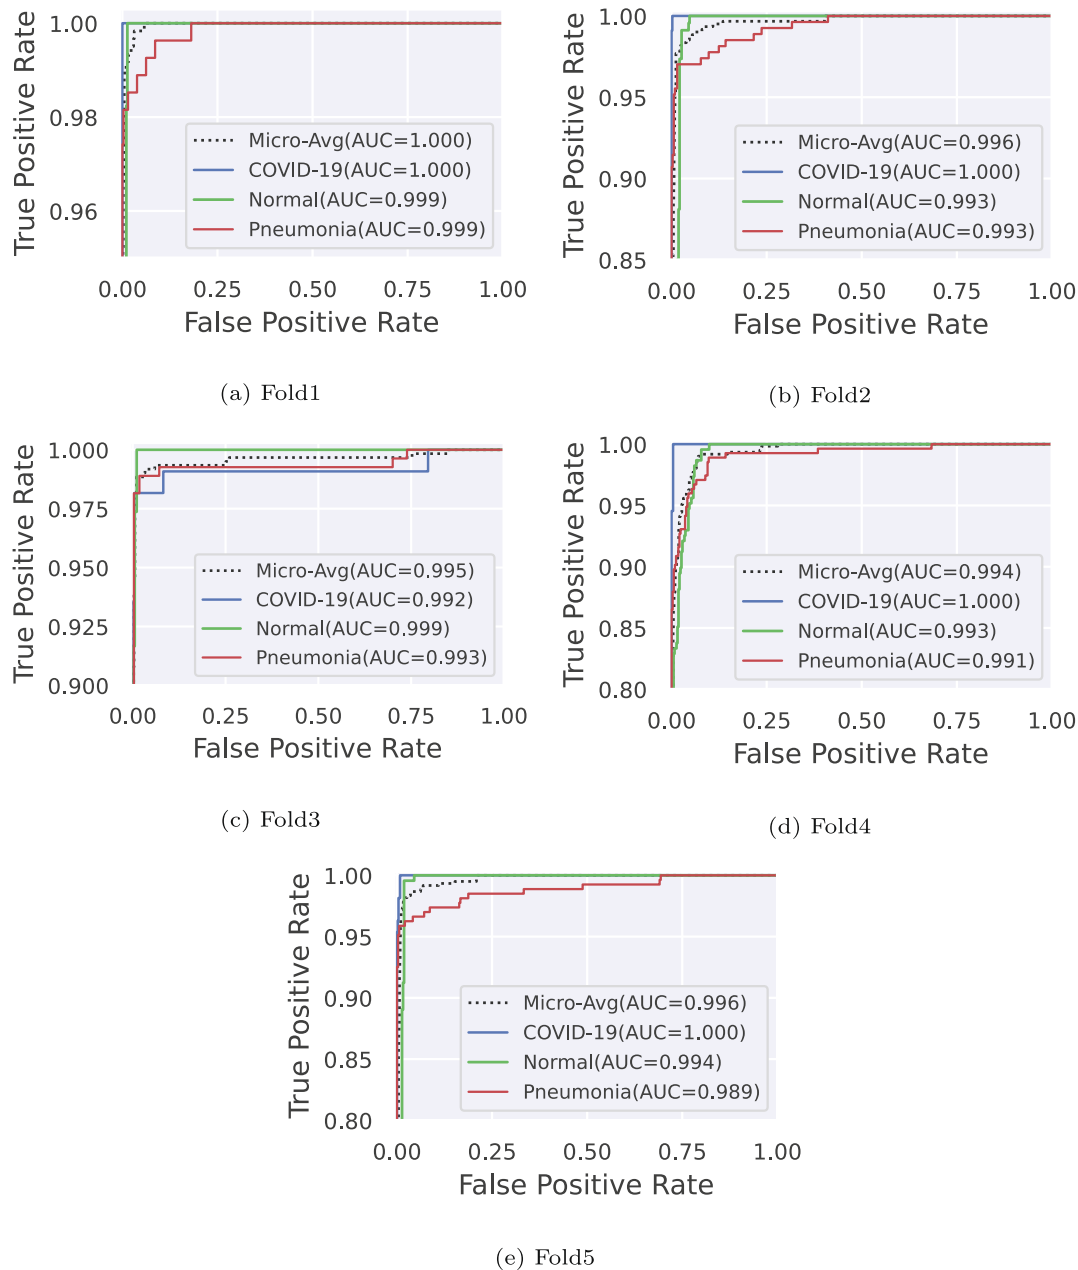 True Positive Rate
1.00
0.98
0.96
Micro-Avg(AUC=1.000)
COVID-19(AUC=1.000)
Normal(AUC=0.999)
Pneumonia(AUC=0.999)
0.00 0.25 0.50 0.75 1.00
False Positive Rate
(a) Fold1
True Positive Rate
1.00
0.95
0.90
0.85
Micro-Avg(AUC=0.996)
COVID-19(AUC=1.000)
Normal(AUC=0.993)
Pneumonia(AUC=0.993)
0.00 0.25 0.50 0.75 1.00
False Positive Rate
(b) Fold2
True Positive Rate
1.000
0.975
0.950
0.925
0.900
Micro-Avg(AUC=0.995)
COVID-19(AUC=0.992)
Normal(AUC=0.999)
Pneumonia(AUC=0.993)
0.00 0.25 0.50 0.75 1.00
False Positive Rate
(c) Fold3
True Positive Rate
1.00
0.95
0.90
0.85
0.80
Micro-Avg(AUC=0.994)
COVID-19(AUC=1.000)
Normal(AUC=0.993)
Pneumonia(AUC=0.991)
0.00 0.25 0.50 0.75 1.00
False Positive Rate
(d) Fold4
True Positive Rate
1.00
0.95
0.90
0.85
0.80
Micro-Avg(AUC=0.996)
COVID-19(AUC=1.000)
Normal(AUC=0.994)
Pneumonia(AUC=0.989)
0.00 0.25 0.50 0.75 1.00
False Positive Rate
(e) Fold5